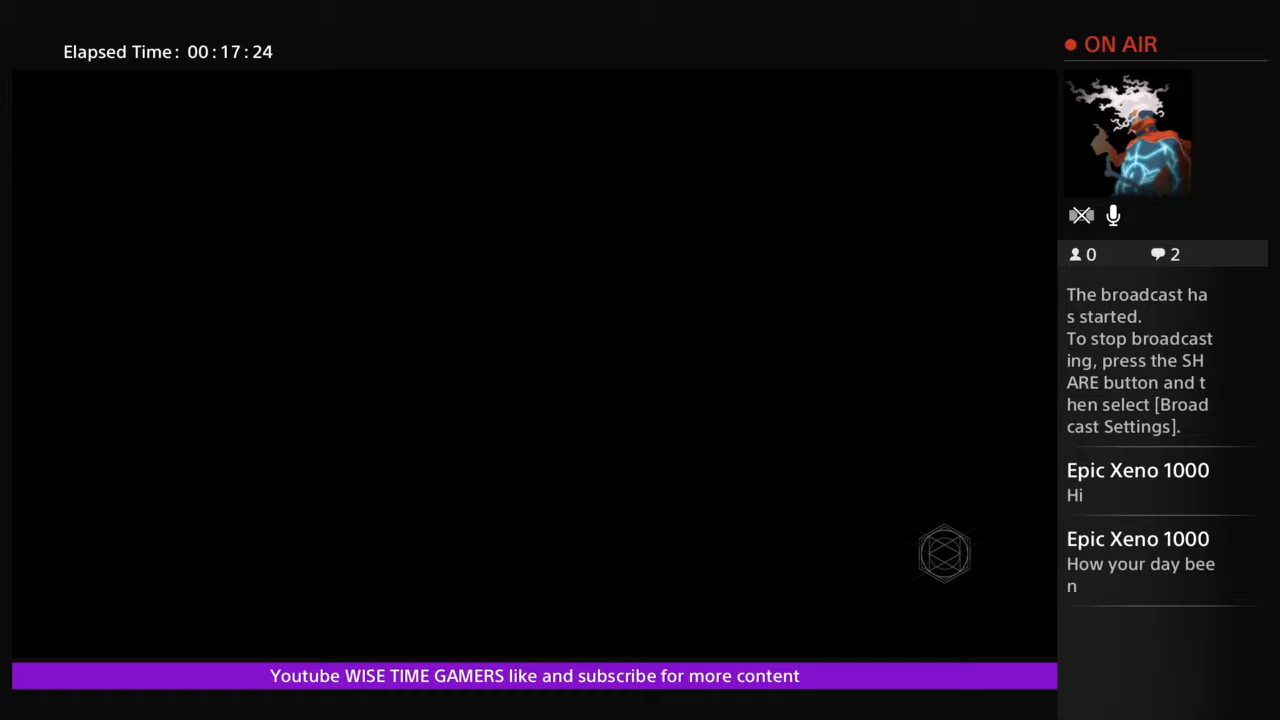 Elapsed Time: 00:17:24
ON AIR
0 2
The broadcast ha
s started.
To stop broadcast
ing, press the SH
ARE button and t
hen select [Broad
cast Settings].
Epic Xeno 1000
Hi
Epic Xeno 1000
How your day bee
n
Youtube WISE TIME GAMERS like and subscribe for more content